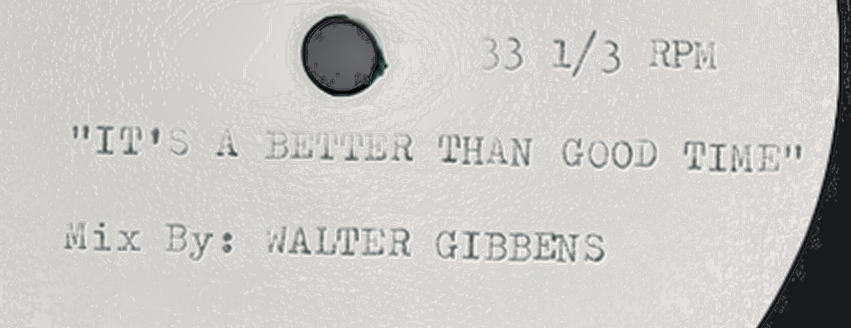 33 1/3 RPM
"IT'S A BETTER THAN GOOD TIME"
Mix By: WALTER GIBBENS